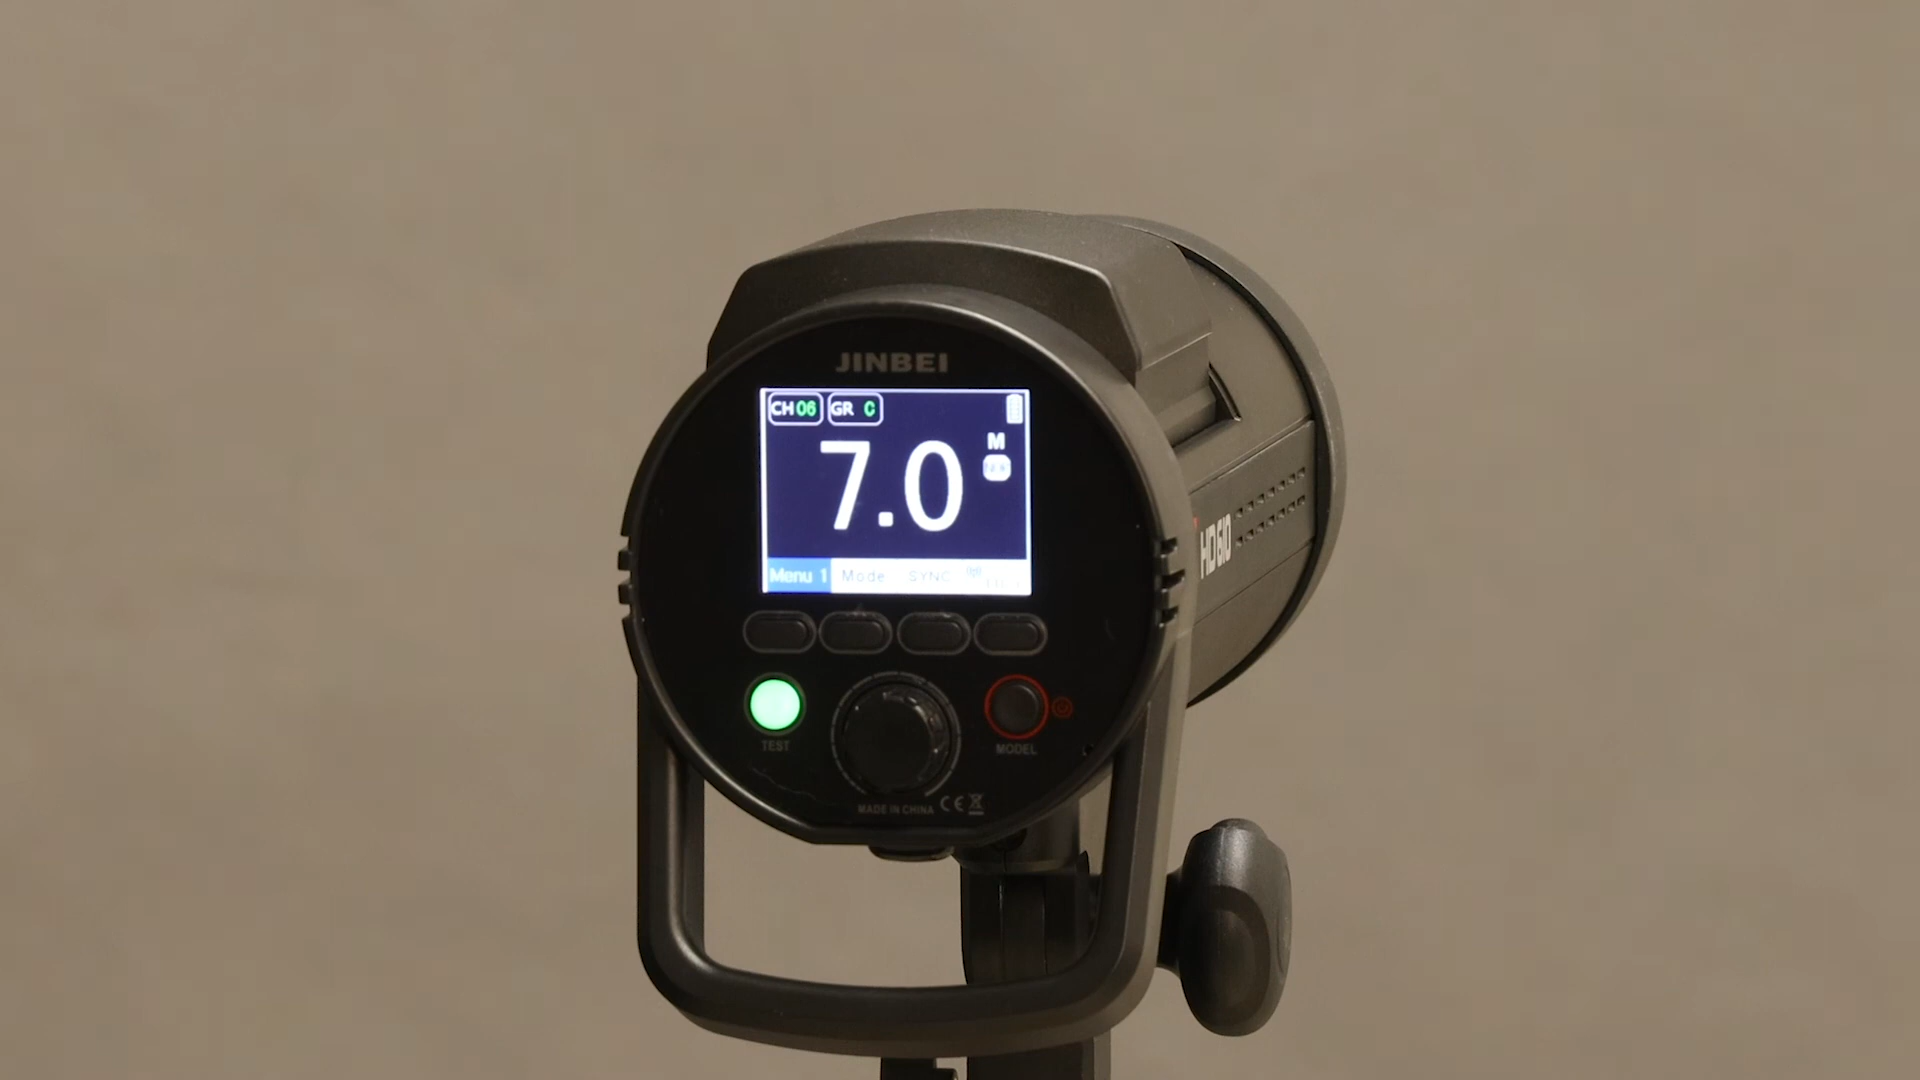 JINBEI
CH 06 GR C
M
7.0
Menu 1 Mode SYNC
TEST
MODEL
MADE IN CHINA CE
HD610